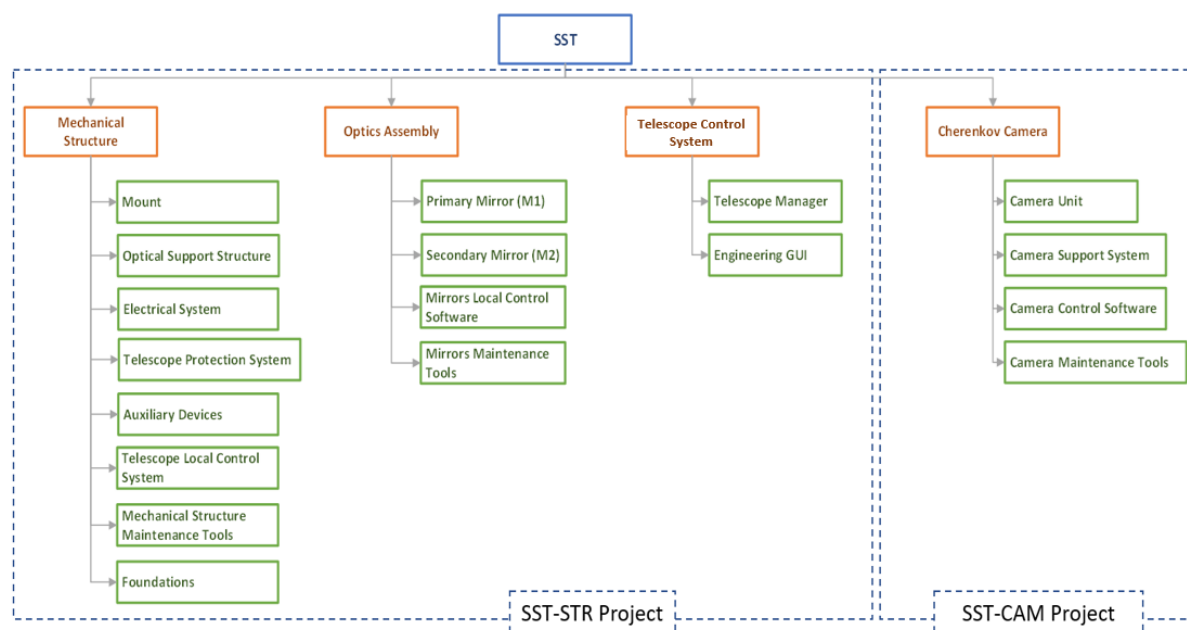 SST
Mechanical
Structure
Mount
Optical Support Structure
Electrical System
Telescope Protection System
Auxiliary Devices
Telescope Local Control
System
Mechanical Structure
Maintenance Tools
Foundations
Optics Assembly
Primary Mirror (M1)
Secondary Mirror (M2)
Mirrors Local Control
Software
Mirrors Maintenance
Tools
Telescope Control
System
Telescope Manager
Engineering GUI
SST-STR Project
Cherenkov Camera
Camera Unit
Camera Support System
Camera Control Software
Camera Maintenance Tools
SST-CAM Project